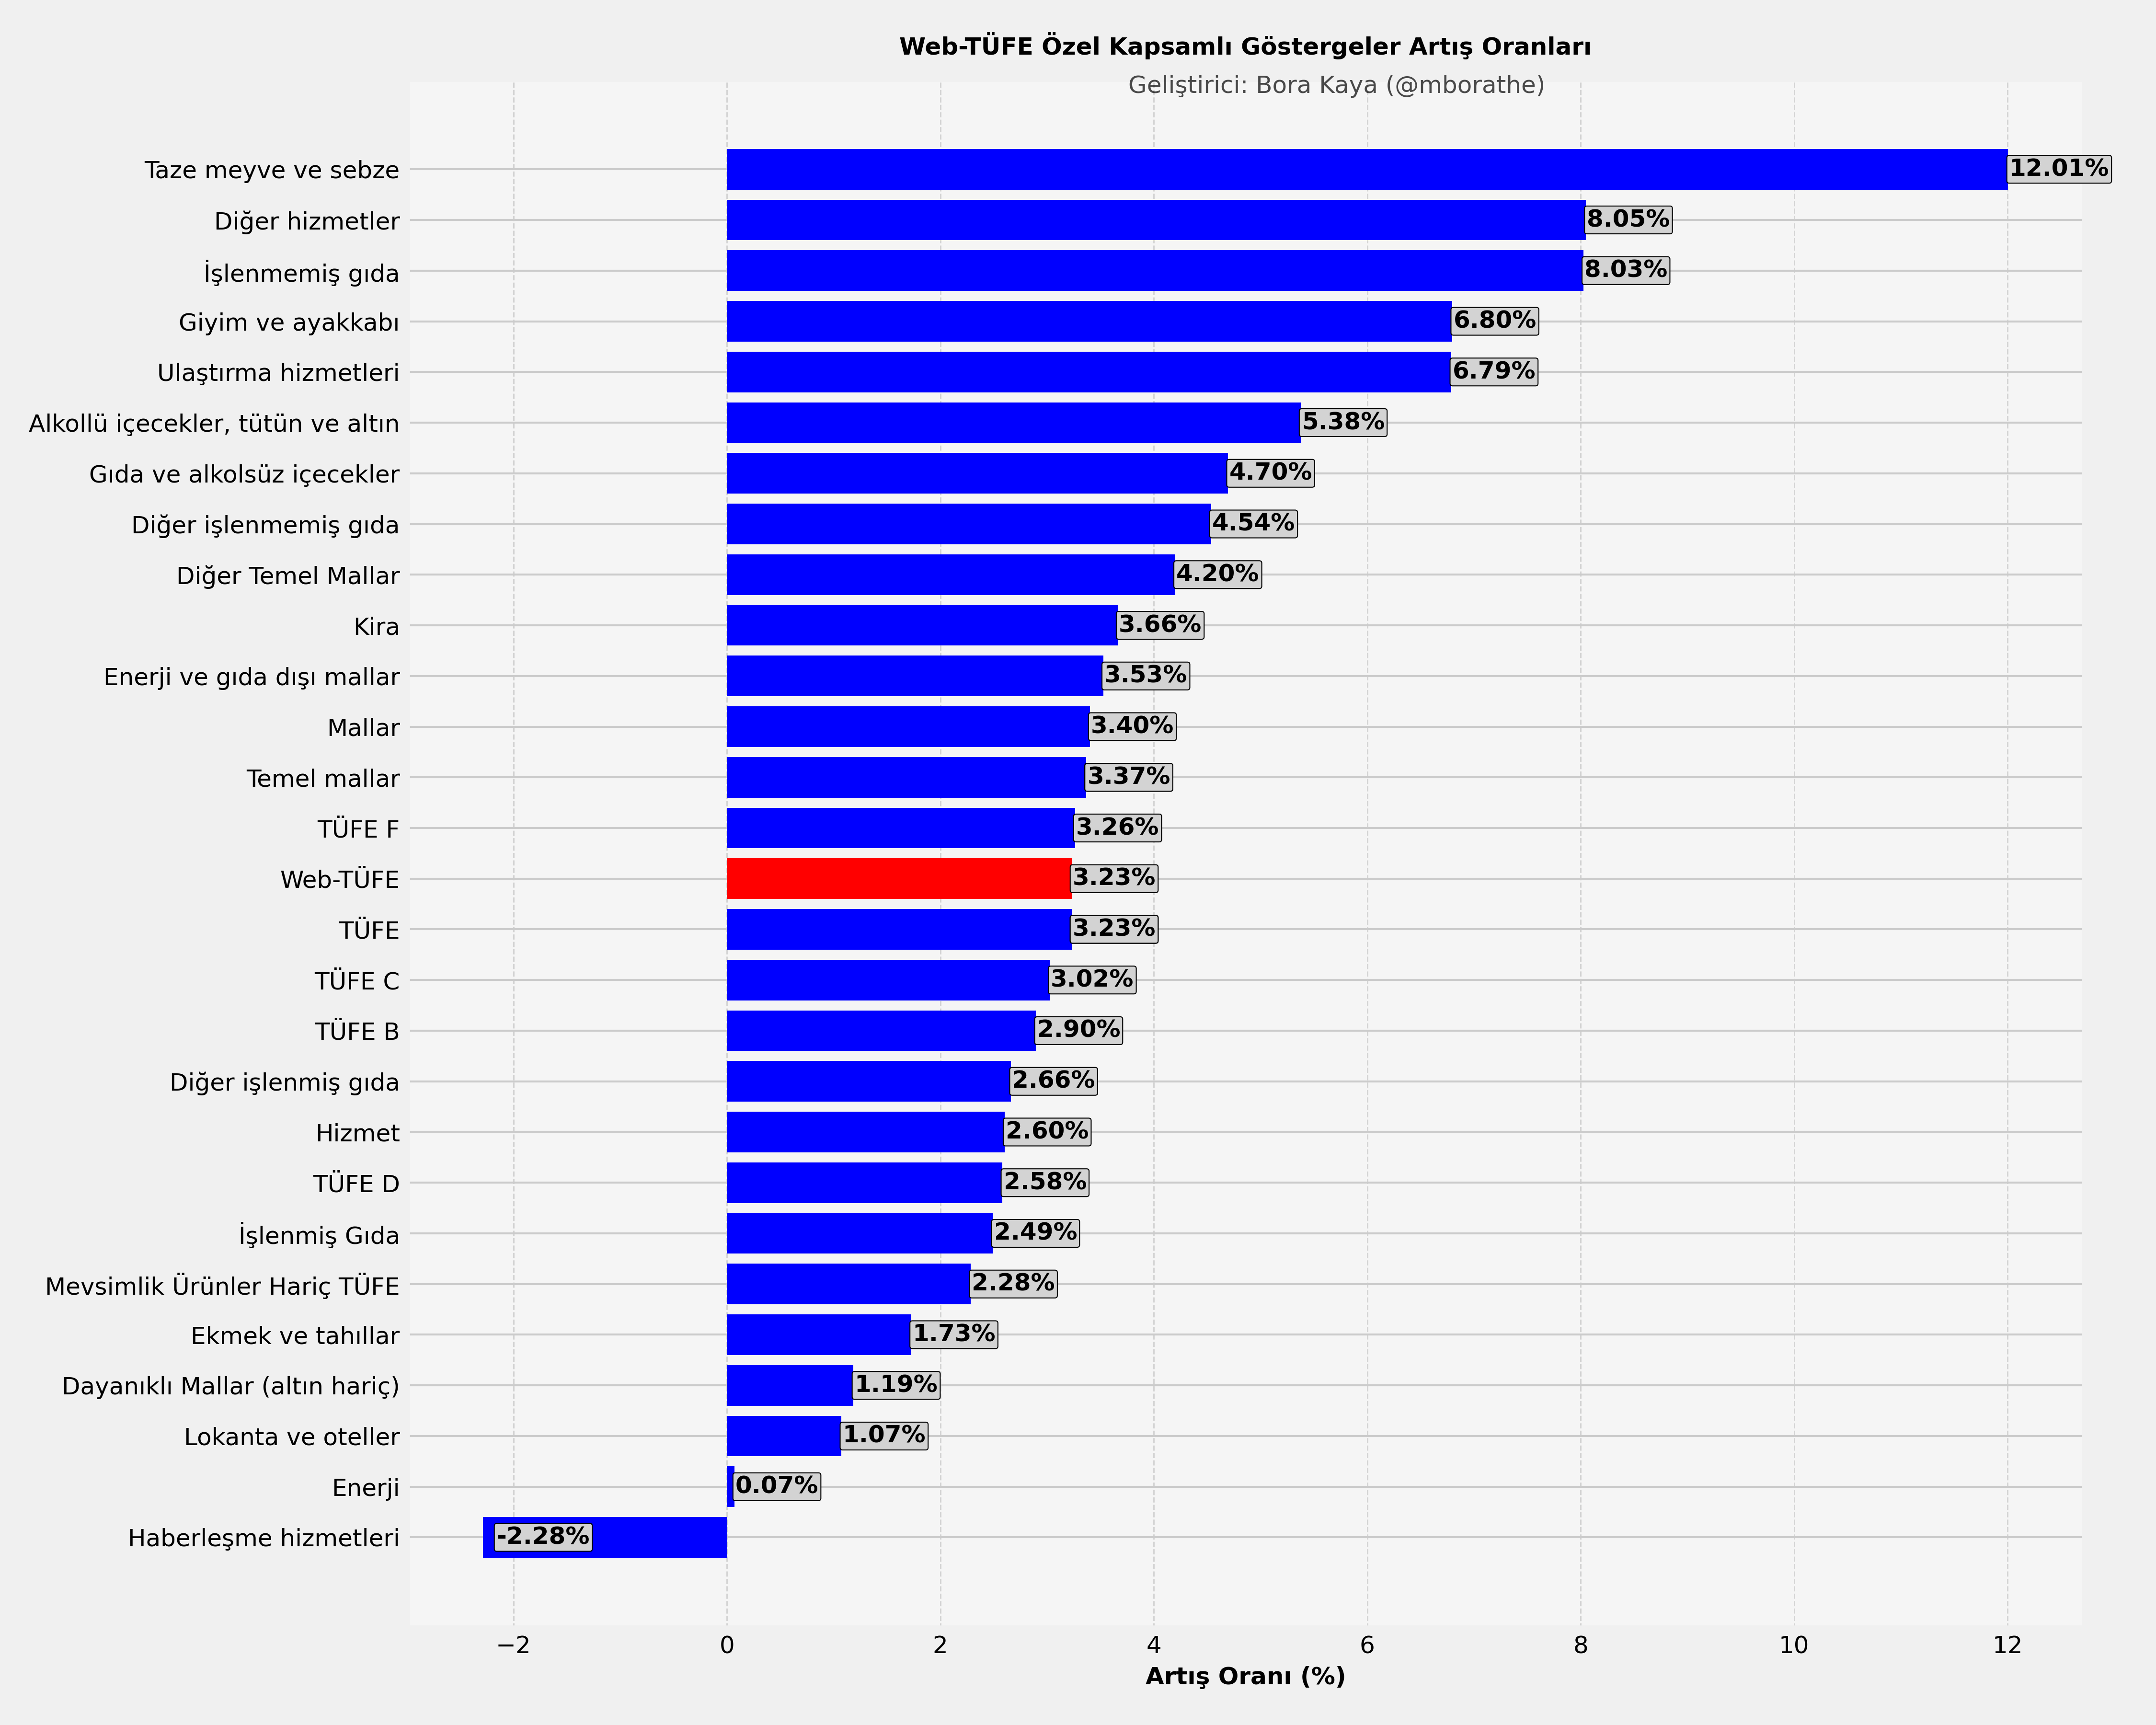 Web-TÜFE Özel Kapsamlı Göstergeler Artış Oranları
Geliştirici: Bora Kaya (@mborathe)
Taze meyve ve sebze 12.01%
Diğer hizmetler 8.05%
İşlenmemiş gıda 8.03%
Giyim ve ayakkabı 6.80%
Ulaştırma hizmetleri 6.79%
Alkollü içecekler, tütün ve altın 5.38%
Gıda ve alkolsüz içecekler 4.70%
Diğer işlenmemiş gıda 4.54%
Diğer Temel Mallar 4.20%
Kira 3.66%
Enerji ve gıda dışı mallar 3.53%
Mallar 3.40%
Temel mallar 3.37%
TÜFE F 3.26%
Web-TÜFE 3.23%
TÜFE 3.23%
TÜFE C 3.02%
TÜFE B 2.90%
Diğer işlenmiş gıda 2.66%
Hizmet 2.60%
TÜFE D 2.58%
İşlenmiş Gıda 2.49%
Mevsimlik Ürünler Hariç TÜFE 2.28%
Ekmek ve tahıllar 1.73%
Dayanıklı Mallar (altın hariç) 1.19%
Lokanta ve oteller 1.07%
Enerji 0.07%
Haberleşme hizmetleri -2.28%
−2 0 2 4 6 8 10 12
Artış Oranı (%)